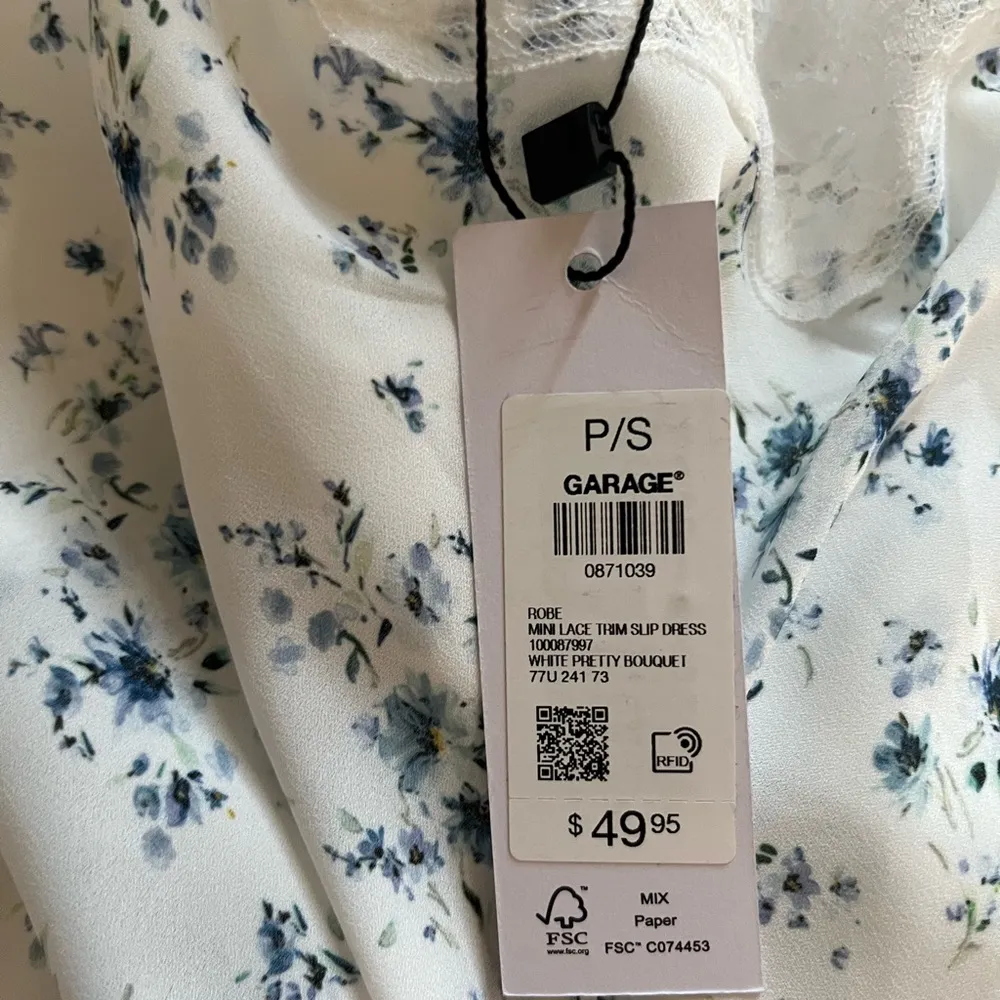 P/S
GARAGE®
0871039
ROBE
MINI LACE TRIM SLIP DRESS
100087997
WHITE PRETTY BOUQUET
77U 241 73
RFID
$ 49 95
FSC™
www.fsc.org
MIX
Paper
FSC™ C074453